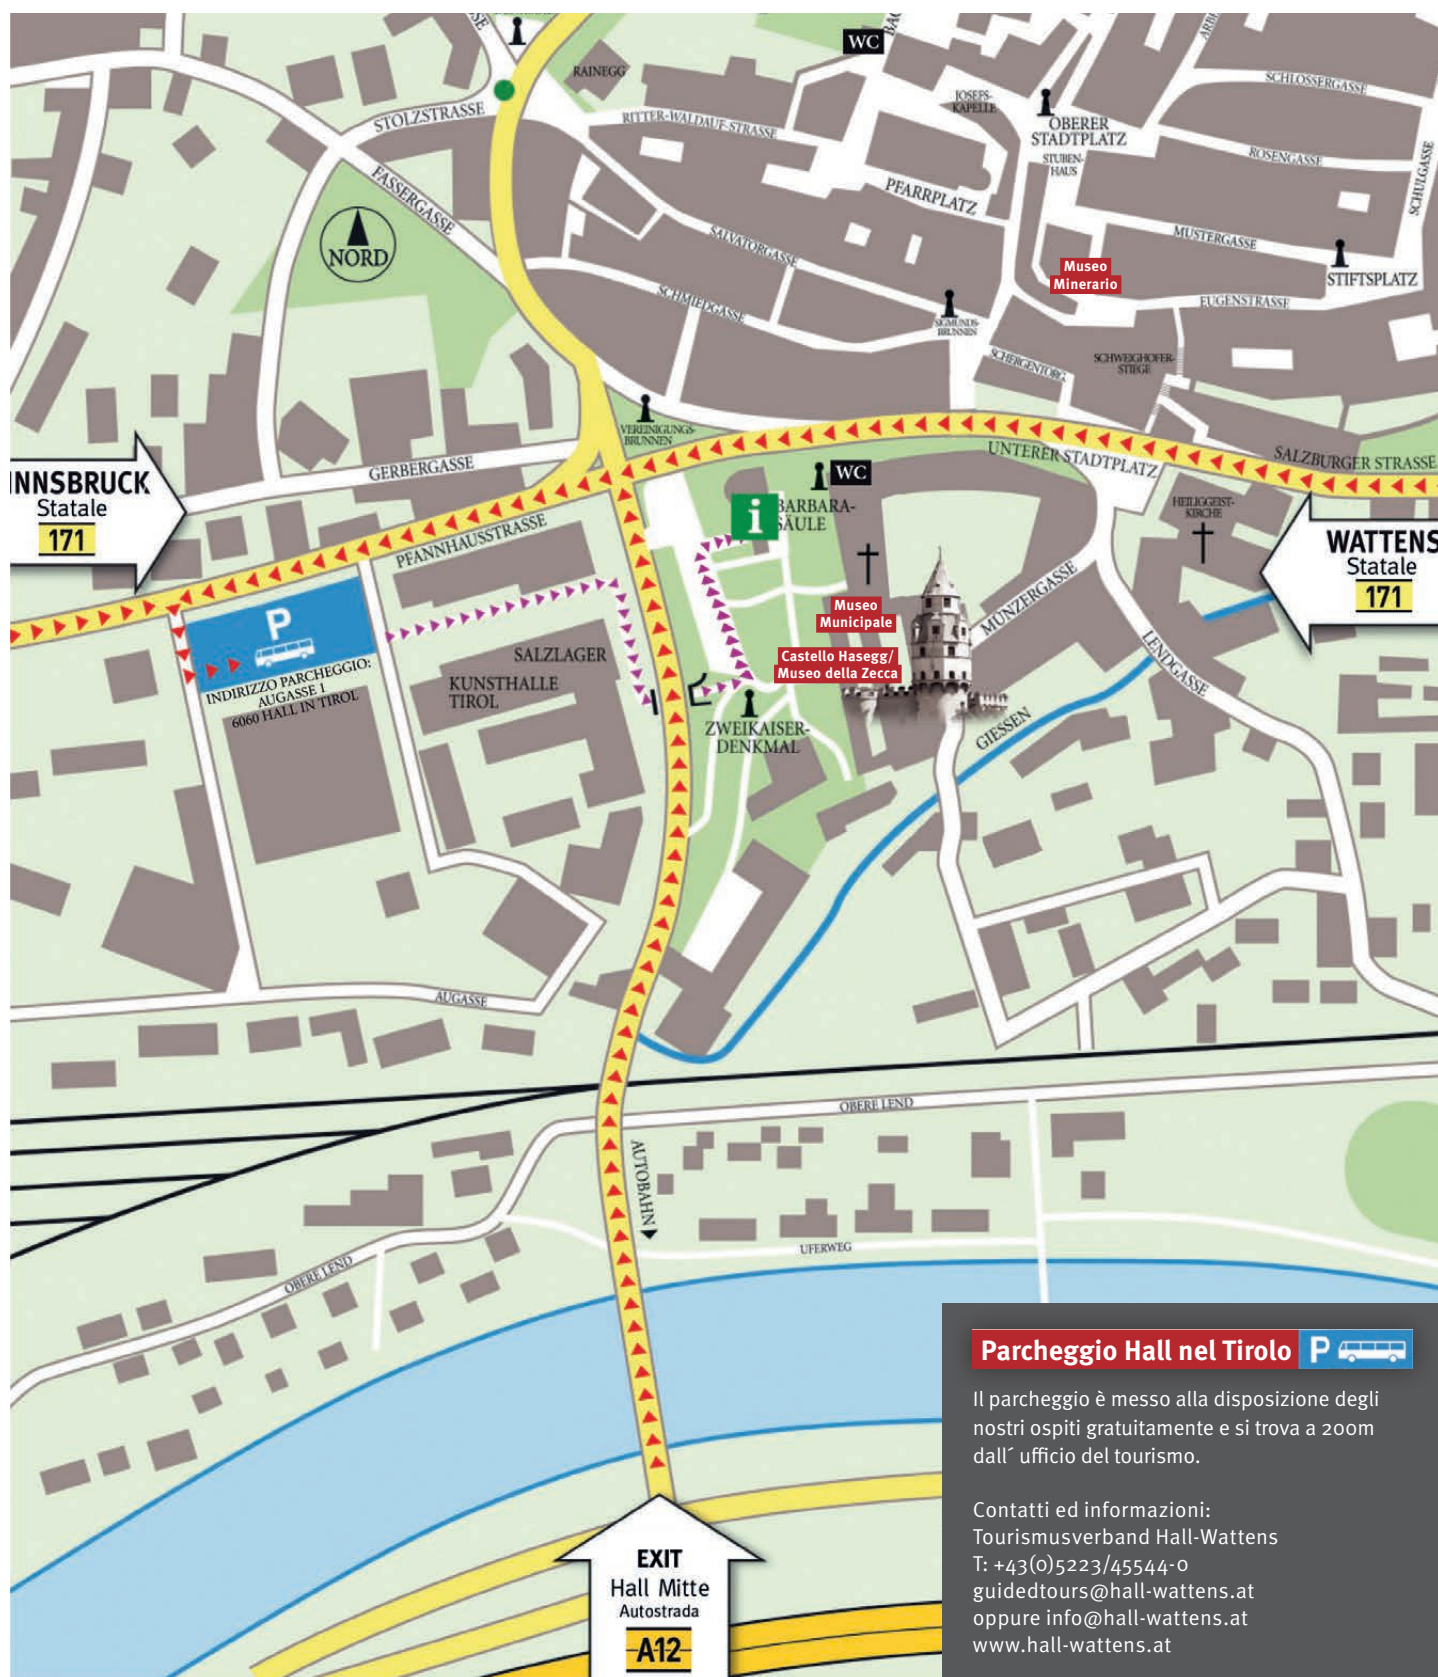 WC
RAINEGG
STOLZSTRASSE
FASSERGASSE
NORD
RITTER-WALDAUF-STRASSE
JOSEFS-
KAPELLE
OBERER
STADTPLATZ
STUBEN-
HAUS
SCHLOSSERGASSE
ROSENGASSE
SCHULGASSE
PFARRPLATZ
MUSTERGASSE
STIFTSPLATZ
SALVATORGASSE
SCHMIEDGASSE
Museo
Minerario
EUGENSTRASSE
SIGMUNDS-
BRUNNEN
SCHERGENTORG.
SCHWEIGHOFER-
STIEGE
VEREINIGUNGS-
BRUNNEN
GERBERGASSE
UNTERER STADTPLATZ
SALZBURGER STRASSE
INNSBRUCK
Statale
171
PFANNHAUSSTRASSE
WC
i
BARBARA-
SÄULE
HEILIGGEIST-
KIRCHE
WATTENS
Statale
171
P
INDIRIZZO PARCHEGGIO:
AUGASSE 1
6060 HALL IN TIROL
SALZLAGER
KUNSTHALLE
TIROL
Museo
Municipale
Castello Hasegg/
Museo della Zecca
MÜNZERGASSE
LENDGASSE
ZWEIKAISER-
DENKMAL
GIESSEN
AUGASSE
OBERE LEND
AUTOBAHN
UFERWEG
OBERE LEND
EXIT
Hall Mitte
Autostrada
A12
Parcheggio Hall nel Tirolo P
Il parcheggio è messo alla disposizione degli
nostri ospiti gratuitamente e si trova a 200m
dall´ ufficio del tourismo.
Contatti ed informazioni:
Tourismusverband Hall-Wattens
T: +43(0)5223/45544-0
guidedtours@hall-wattens.at
oppure info@hall-wattens.at
www.hall-wattens.at